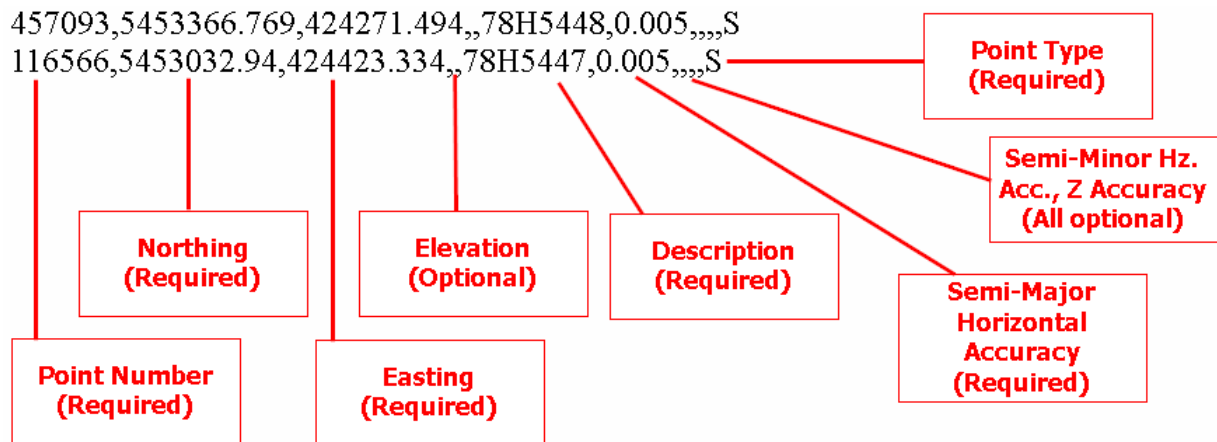 457093,5453366.769,424271.494,,78H5448,0.005,,,,S
116566,5453032.94,424423.334,,78H5447,0.005,,,,S
Point Type
(Required)
Semi-Minor Hz.
Acc., Z Accuracy
(All optional)
Northing
(Required)
Elevation
(Optional)
Description
(Required)
Semi-Major
Horizontal
Accuracy
(Required)
Point Number
(Required)
Easting
(Required)